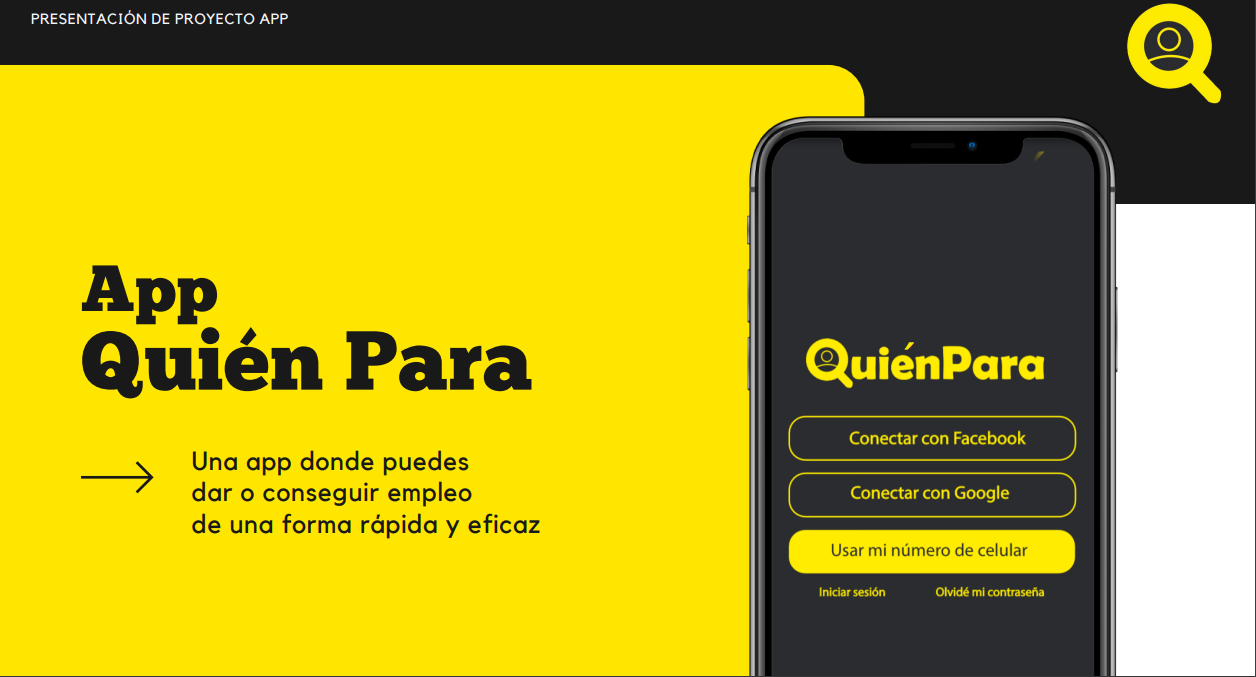 PRESENTACIÓN DE PROYECTO APP
App
Quién Para
Una app donde puedes
dar o conseguir empleo
de una forma rápida y eficaz
QuiénPara
Conectar con Facebook
Conectar con Google
Usar mi número de celular
Iniciar sesión
Olvidé mi contraseña